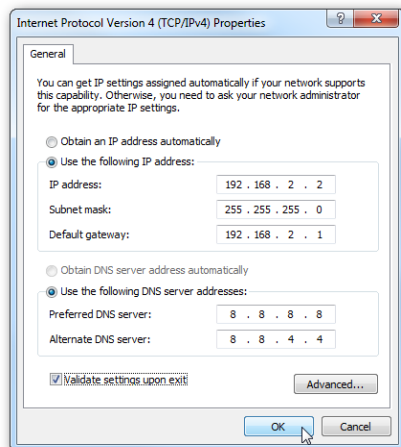 Internet Protocol Version 4 (TCP/IPv4) Properties
General
You can get IP settings assigned automatically if your network supports
this capability. Otherwise, you need to ask your network administrator
for the appropriate IP settings.
Obtain an IP address automatically
Use the following IP address:
IP address: 192 . 168 . 2 . 2
Subnet mask: 255 . 255 . 255 . 0
Default gateway: 192 . 168 . 2 . 1
Obtain DNS server address automatically
Use the following DNS server addresses:
Preferred DNS server: 8 . 8 . 8 . 8
Alternate DNS server: 8 . 8 . 4 . 4
Validate settings upon exit
Advanced...
OK Cancel